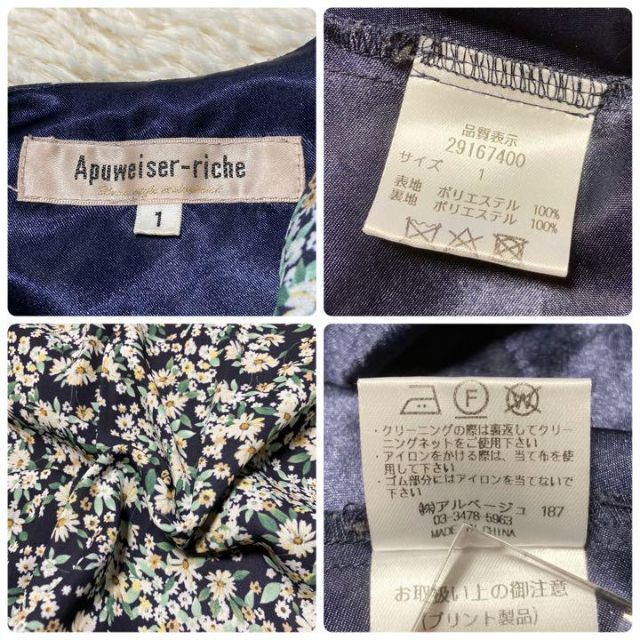 Apuweiser-riche
1
品質表示
29167400
サイズ 1
表地 ポリエステル 100%
裏地 ポリエステル 100%
F
W
・クリーニングの際は裏返してクリー
ニングネットをご使用下さい
・アイロンをかける際は、当て布を使
用して下さい
・ゴム部分にはアイロンを当てないで
下さい
㈱アルページュ 187
03-3478-5963
MADE IN CHINA
お取扱い上の御注意
(プリント製品)